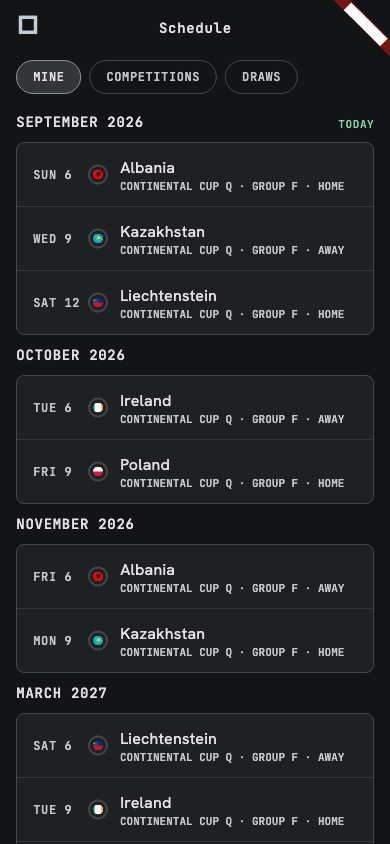 Schedule
MINE
COMPETITIONS
DRAWS
SEPTEMBER 2026
TODAY
SUN 6
Albania
CONTINENTAL CUP Q · GROUP F · HOME
WED 9
Kazakhstan
CONTINENTAL CUP Q · GROUP F · AWAY
SAT 12
Liechtenstein
CONTINENTAL CUP Q · GROUP F · HOME
OCTOBER 2026
TUE 6
Ireland
CONTINENTAL CUP Q · GROUP F · AWAY
FRI 9
Poland
CONTINENTAL CUP Q · GROUP F · HOME
NOVEMBER 2026
FRI 6
Albania
CONTINENTAL CUP Q · GROUP F · AWAY
MON 9
Kazakhstan
CONTINENTAL CUP Q · GROUP F · HOME
MARCH 2027
SAT 6
Liechtenstein
CONTINENTAL CUP Q · GROUP F · AWAY
TUE 9
Ireland
CONTINENTAL CUP Q · GROUP F · HOME